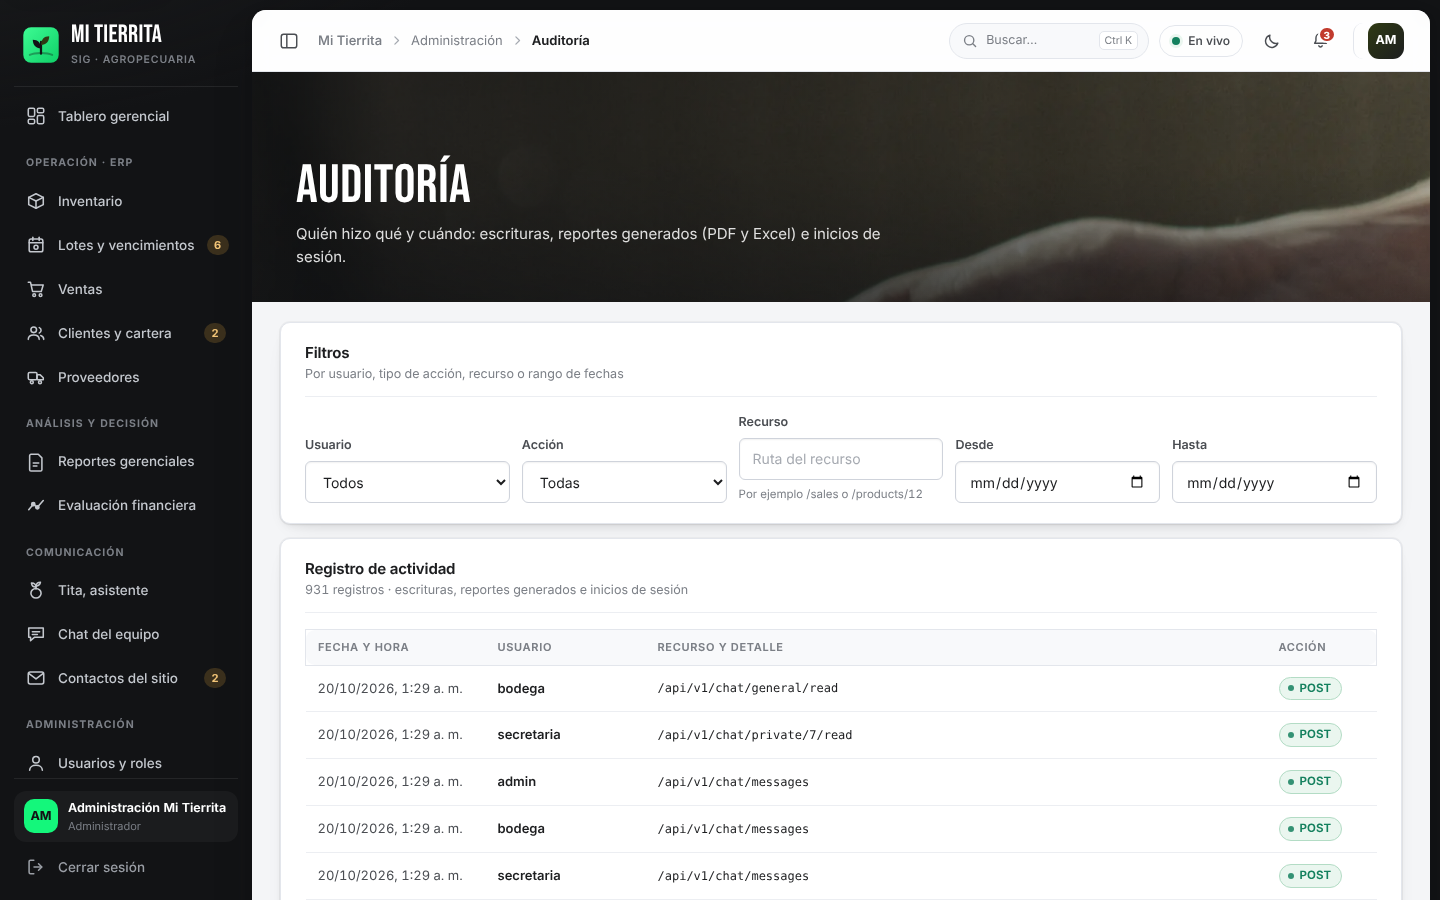 MI TIERRITA
SIG · AGROPECUARIA
Tablero gerencial
OPERACIÓN · ERP
Inventario
Lotes y vencimientos 6
Ventas
Clientes y cartera 2
Proveedores
ANÁLISIS Y DECISIÓN
Reportes gerenciales
Evaluación financiera
COMUNICACIÓN
Tita, asistente
Chat del equipo
Contactos del sitio 2
ADMINISTRACIÓN
Usuarios y roles
AM Administración Mi Tierrita
Administrador
Cerrar sesión
Mi Tierrita Administración Auditoría
Buscar... Ctrl K
En vivo
3
AM
AUDITORÍA
Quién hizo qué y cuándo: escrituras, reportes generados (PDF y Excel) e inicios de
sesión.
Filtros
Por usuario, tipo de acción, recurso o rango de fechas
Usuario Acción Recurso Desde Hasta
Todos Todas Ruta del recurso mm/dd/yyyy mm/dd/yyyy
Por ejemplo /sales o /products/12
Registro de actividad
931 registros · escrituras, reportes generados e inicios de sesión
FECHA Y HORA USUARIO RECURSO Y DETALLE ACCIÓN
20/10/2026, 1:29 a. m. bodega /api/v1/chat/general/read POST
20/10/2026, 1:29 a. m. secretaria /api/v1/chat/private/7/read POST
20/10/2026, 1:29 a. m. admin /api/v1/chat/messages POST
20/10/2026, 1:29 a. m. bodega /api/v1/chat/messages POST
20/10/2026, 1:29 a. m. secretaria /api/v1/chat/messages POST